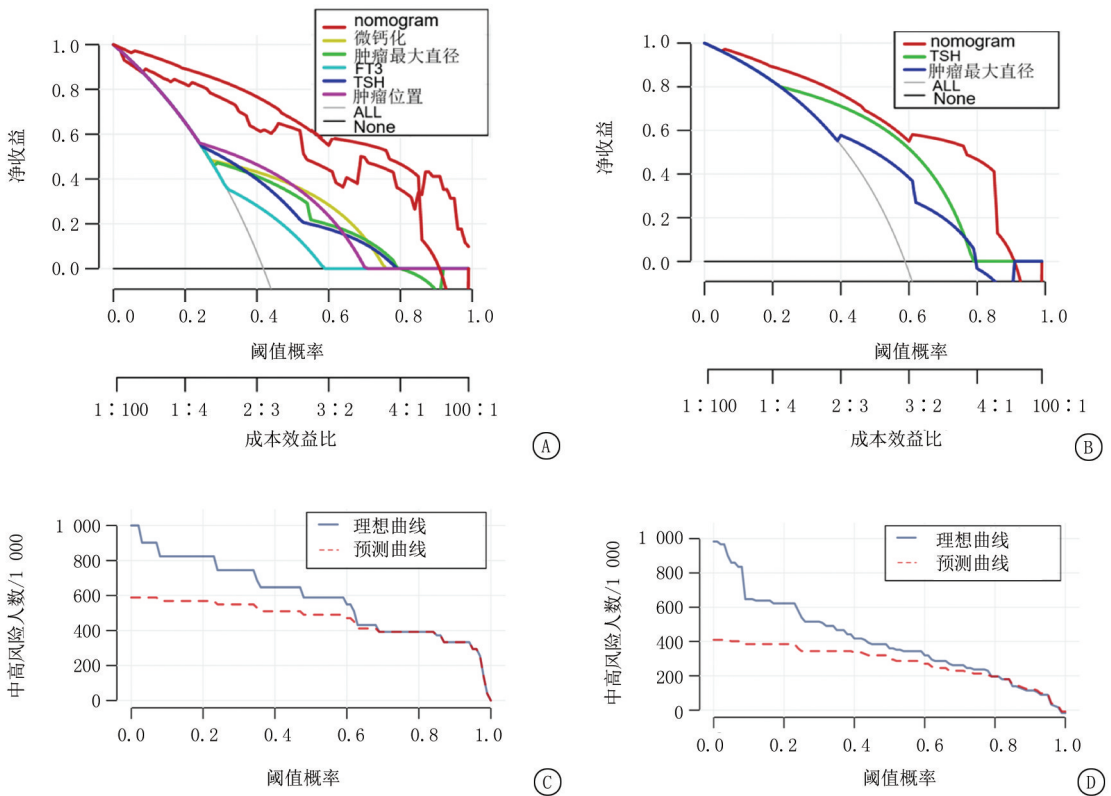 nomogram
微钙化
肿瘤最大直径
FT3
TSH
肿瘤位置
ALL
None
净收益
1.0
0.8
0.6
0.4
0.2
0.0
0.0 0.2 0.4 0.6 0.8 1.0
阈值概率
1∶100 1∶4 2∶3 3∶2 4∶1 100∶1
成本效益比
A
nomogram
TSH
肿瘤最大直径
ALL
None
净收益
1.0
0.8
0.6
0.4
0.2
0.0
0.0 0.2 0.4 0.6 0.8 1.0
阈值概率
1∶100 1∶4 2∶3 3∶2 4∶1 100∶1
成本效益比
B
理想曲线
预测曲线
中高风险人数/1 000
1 000
800
600
400
200
0
0.0 0.2 0.4 0.6 0.8 1.0
阈值概率
C
理想曲线
预测曲线
中高风险人数/1 000
1 000
800
600
400
200
0
0.0 0.2 0.4 0.6 0.8 1.0
阈值概率
D